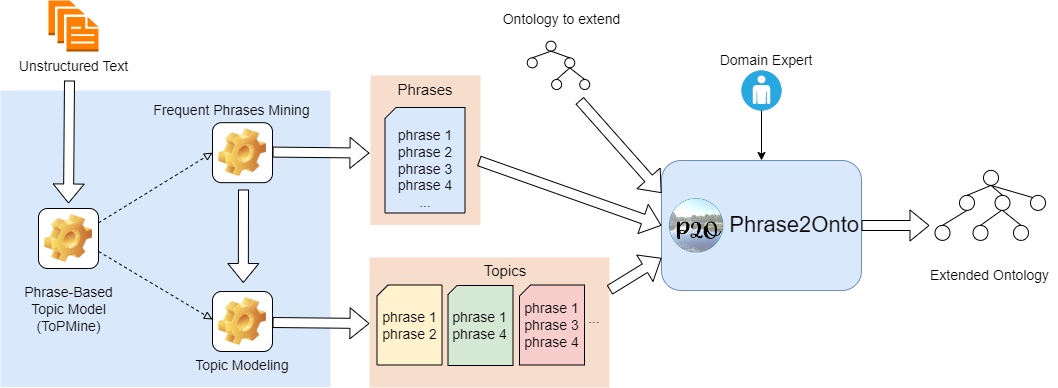 Unstructured Text
Phrase-Based
Topic Model
(ToPMine)
Frequent Phrases Mining
Topic Modeling
Phrases
phrase 1
phrase 2
phrase 3
phrase 4
...
Topics
phrase 1
phrase 2
phrase 1
phrase 4
phrase 1
phrase 3
phrase 4
...
Ontology to extend
Domain Expert
P2O
Phrase2Onto
Extended Ontology